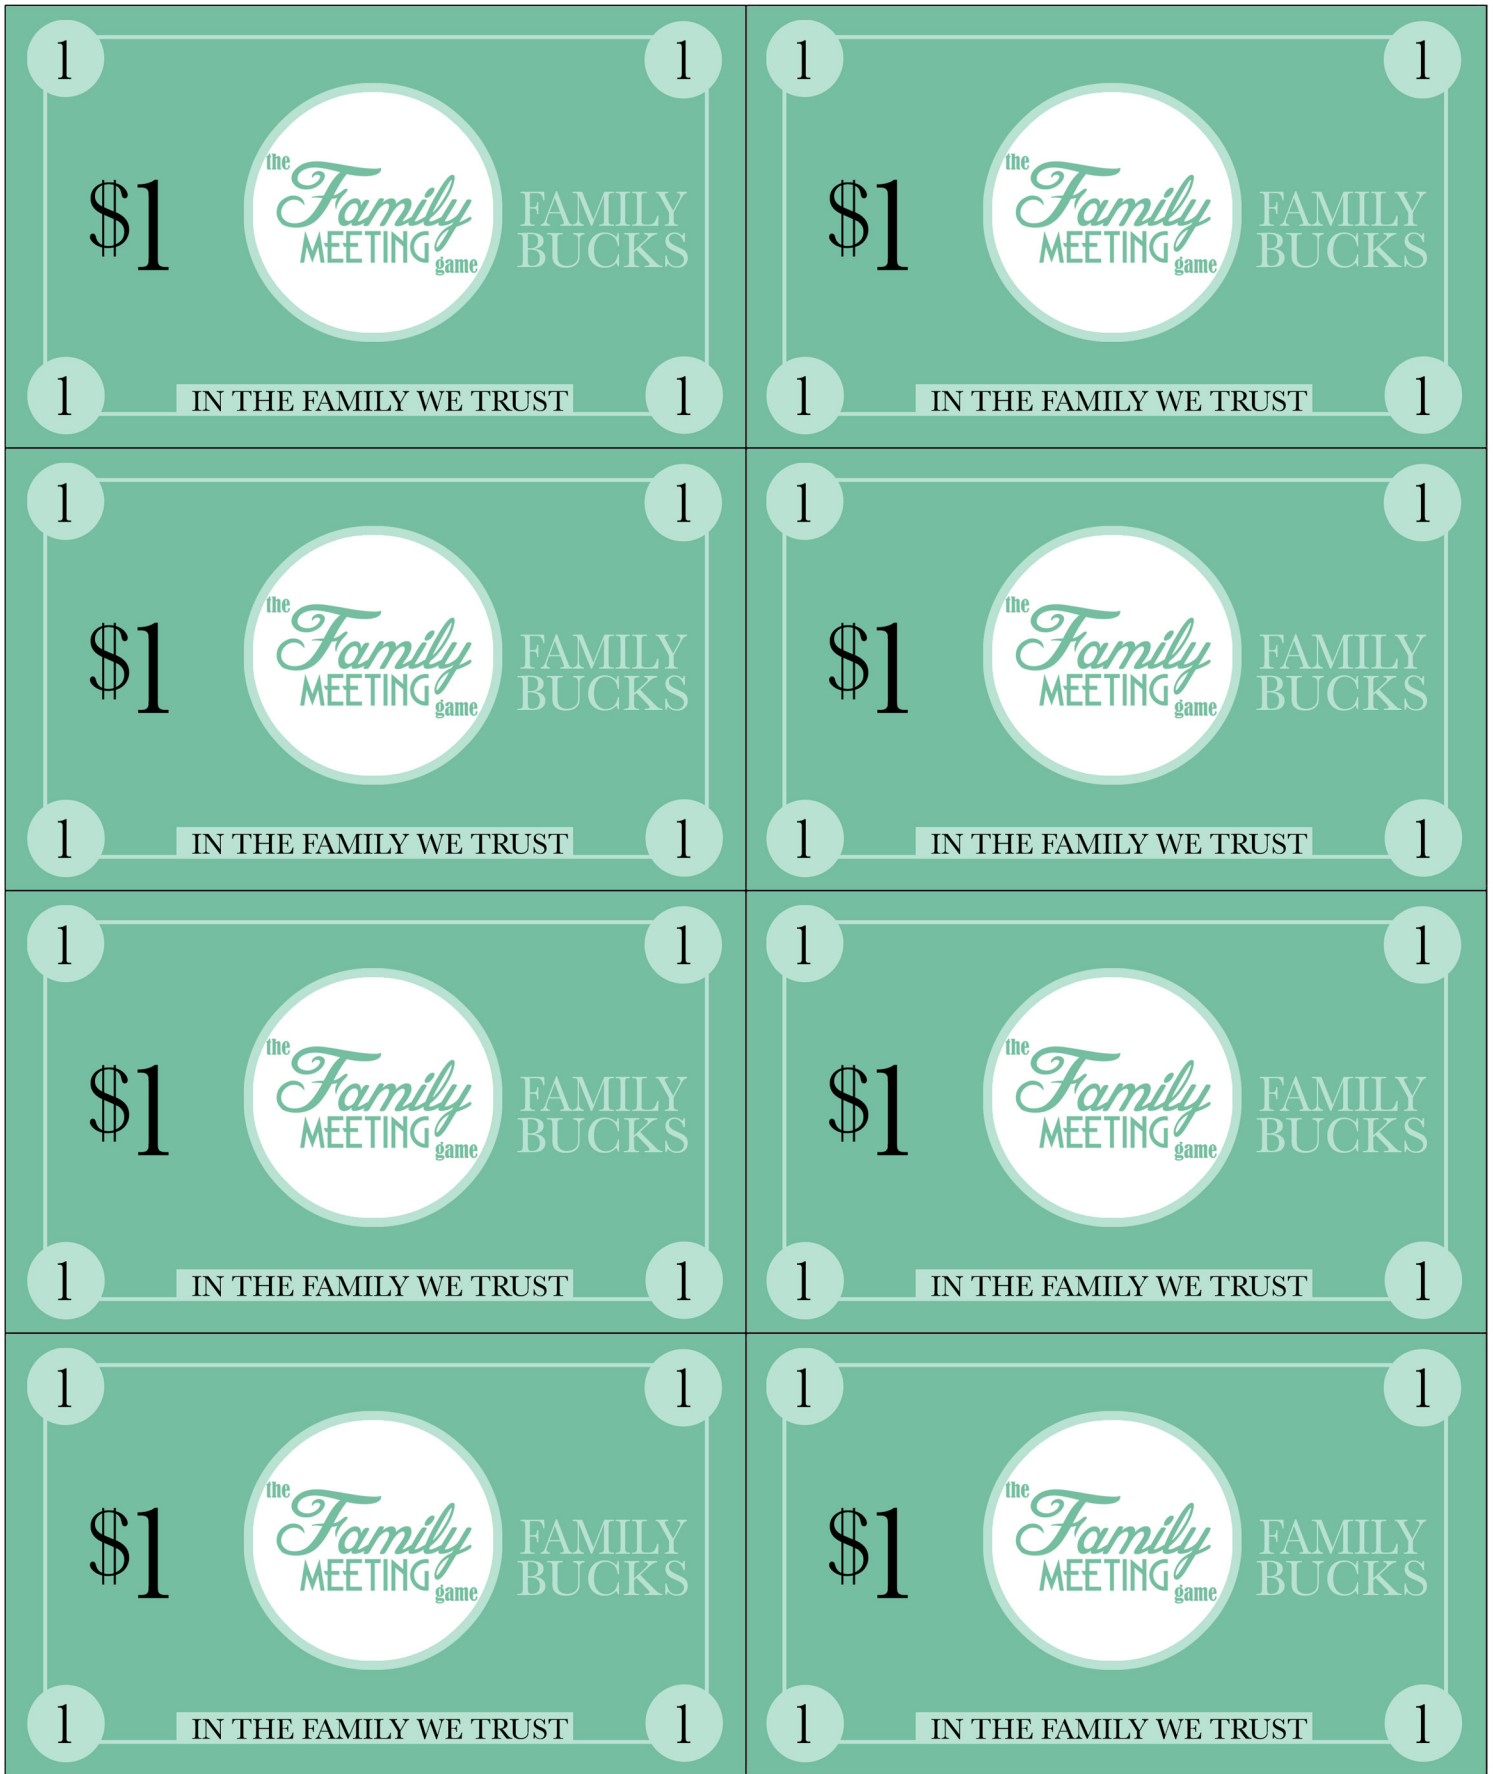 1 1 1 1
the the
$1 Family FAMILY $1 Family FAMILY
MEETING BUCKS MEETING BUCKS
game game
1 IN THE FAMILY WE TRUST 1 1 IN THE FAMILY WE TRUST 1
1 1 1 1
the the
$1 Family FAMILY $1 Family FAMILY
MEETING BUCKS MEETING BUCKS
game game
1 IN THE FAMILY WE TRUST 1 1 IN THE FAMILY WE TRUST 1
1 1 1 1
the the
$1 Family FAMILY $1 Family FAMILY
MEETING BUCKS MEETING BUCKS
game game
1 IN THE FAMILY WE TRUST 1 1 IN THE FAMILY WE TRUST 1
1 1 1 1
the the
$1 Family FAMILY $1 Family FAMILY
MEETING BUCKS MEETING BUCKS
game game
1 IN THE FAMILY WE TRUST 1 1 IN THE FAMILY WE TRUST 1